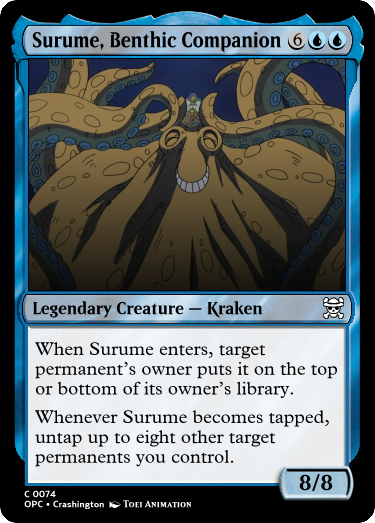 Surume, Benthic Companion 6
Legendary Creature — Kraken
When Surume enters, target
permanent's owner puts it on the top
or bottom of its owner's library.
Whenever Surume becomes tapped,
untap up to eight other target
permanents you control.
8/8
C 0074
OPC • Crashington Toei Animation